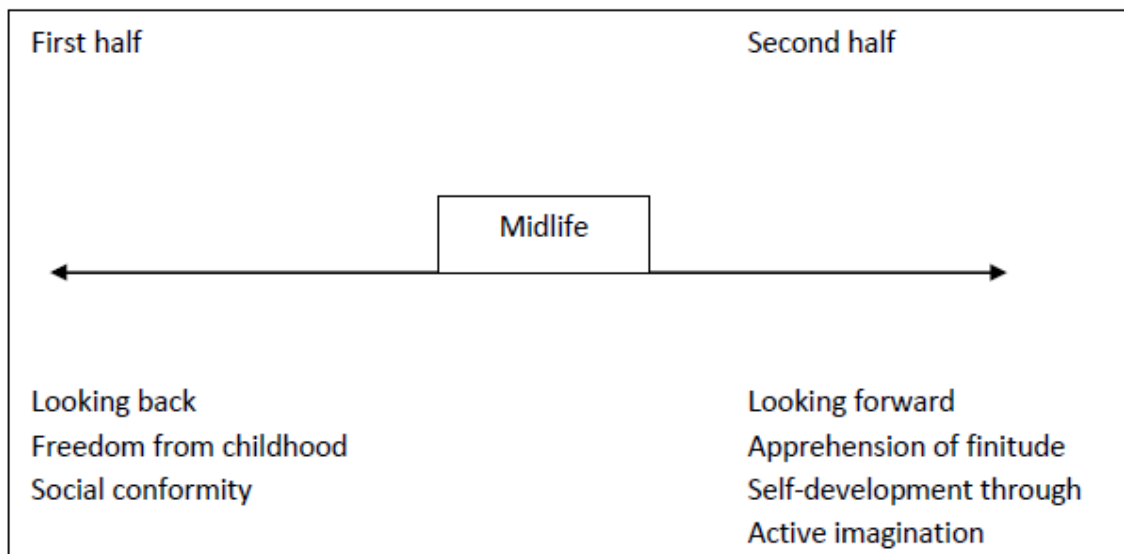 First half
Second half
Midlife
Looking back
Freedom from childhood
Social conformity
Looking forward
Apprehension of finitude
Self-development through
Active imagination